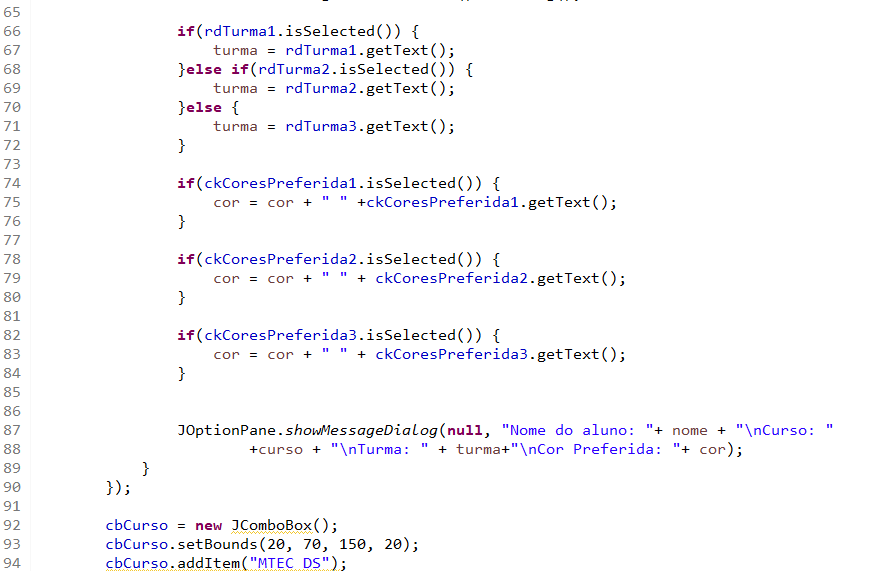 65
66 if(rdTurma1.isSelected()) {
67 turma = rdTurma1.getText();
68 }else if(rdTurma2.isSelected()) {
69 turma = rdTurma2.getText();
70 }else {
71 turma = rdTurma3.getText();
72 }
73
74 if(ckCoresPreferida1.isSelected()) {
75 cor = cor + " " +ckCoresPreferida1.getText();
76 }
77
78 if(ckCoresPreferida2.isSelected()) {
79 cor = cor + " " + ckCoresPreferida2.getText();
80 }
81
82 if(ckCoresPreferida3.isSelected()) {
83 cor = cor + " " + ckCoresPreferida3.getText();
84 }
85
86
87 JOptionPane.showMessageDialog(null, "Nome do aluno: "+ nome + "\nCurso: "
88 +curso + "\nTurma: " + turma+"\nCor Preferida: "+ cor);
89 }
90 });
91
92 cbCurso = new JComboBox();
93 cbCurso.setBounds(20, 70, 150, 20);
94 cbCurso.addItem("MTEC DS");